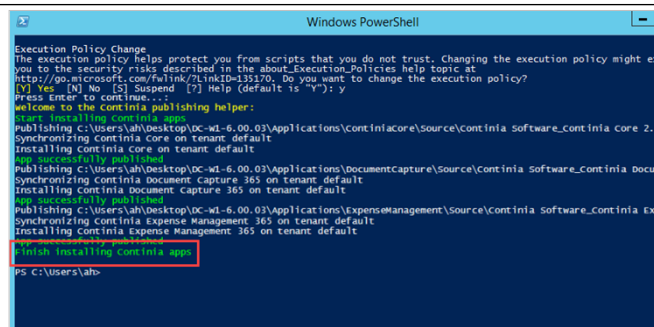 Windows PowerShell
Execution Policy Change
The execution policy helps protect you from scripts that you do not trust. Changing the execution policy might e
you to the security risks described in the about_Execution_Policies help topic at
http://go.microsoft.com/fwlink/?LinkID=135170. Do you want to change the execution policy?
[Y] Yes  [N] No  [S] Suspend  [?] Help (default is "Y"): y
Press Enter to continue...:
Welcome to the Continia publishing helper:
Start installing Continia apps
Publishing C:\Users\ah\Desktop\DC-W1-6.00.03\Applications\ContiniaCore\Source\Continia Software_Continia Core 2.
Synchronizing Continia Core on tenant default
Installing Continia Core on tenant default
App successfully published
Publishing C:\Users\ah\Desktop\DC-W1-6.00.03\Applications\DocumentCapture\Source\Continia Software_Continia Docu
Synchronizing Continia Document Capture 365 on tenant default
Installing Continia Document Capture 365 on tenant default
App successfully published
Publishing C:\Users\ah\Desktop\DC-W1-6.00.03\Applications\ExpenseManagement\Source\Continia Software_Continia Ex
Synchronizing Continia Expense Management 365 on tenant default
Installing Continia Expense Management 365 on tenant default
App successfully published
Finish installing Continia apps
PS C:\Users\ah>